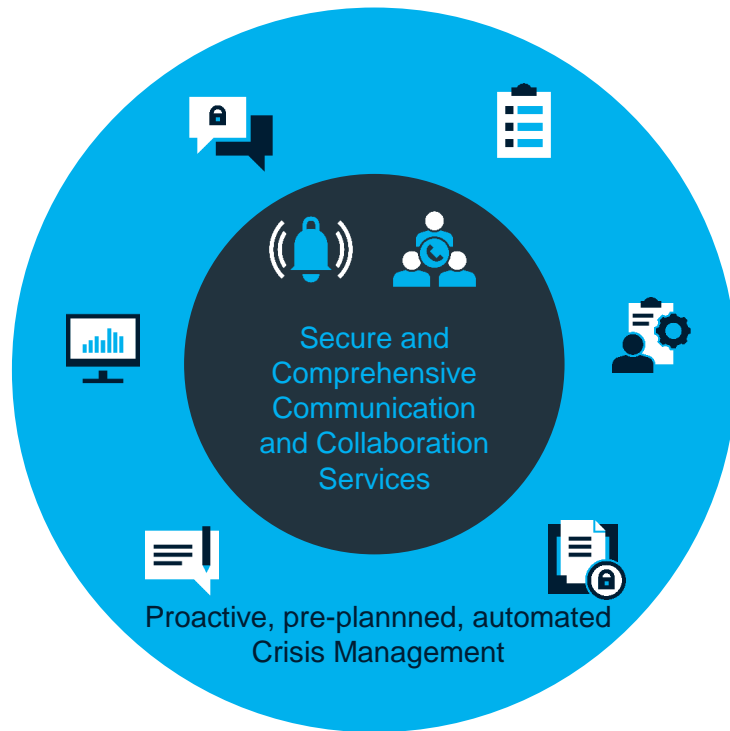 Secure and
Comprehensive
Communication
and Collaboration
Services
Proactive, pre-plannned, automated
Crisis Management